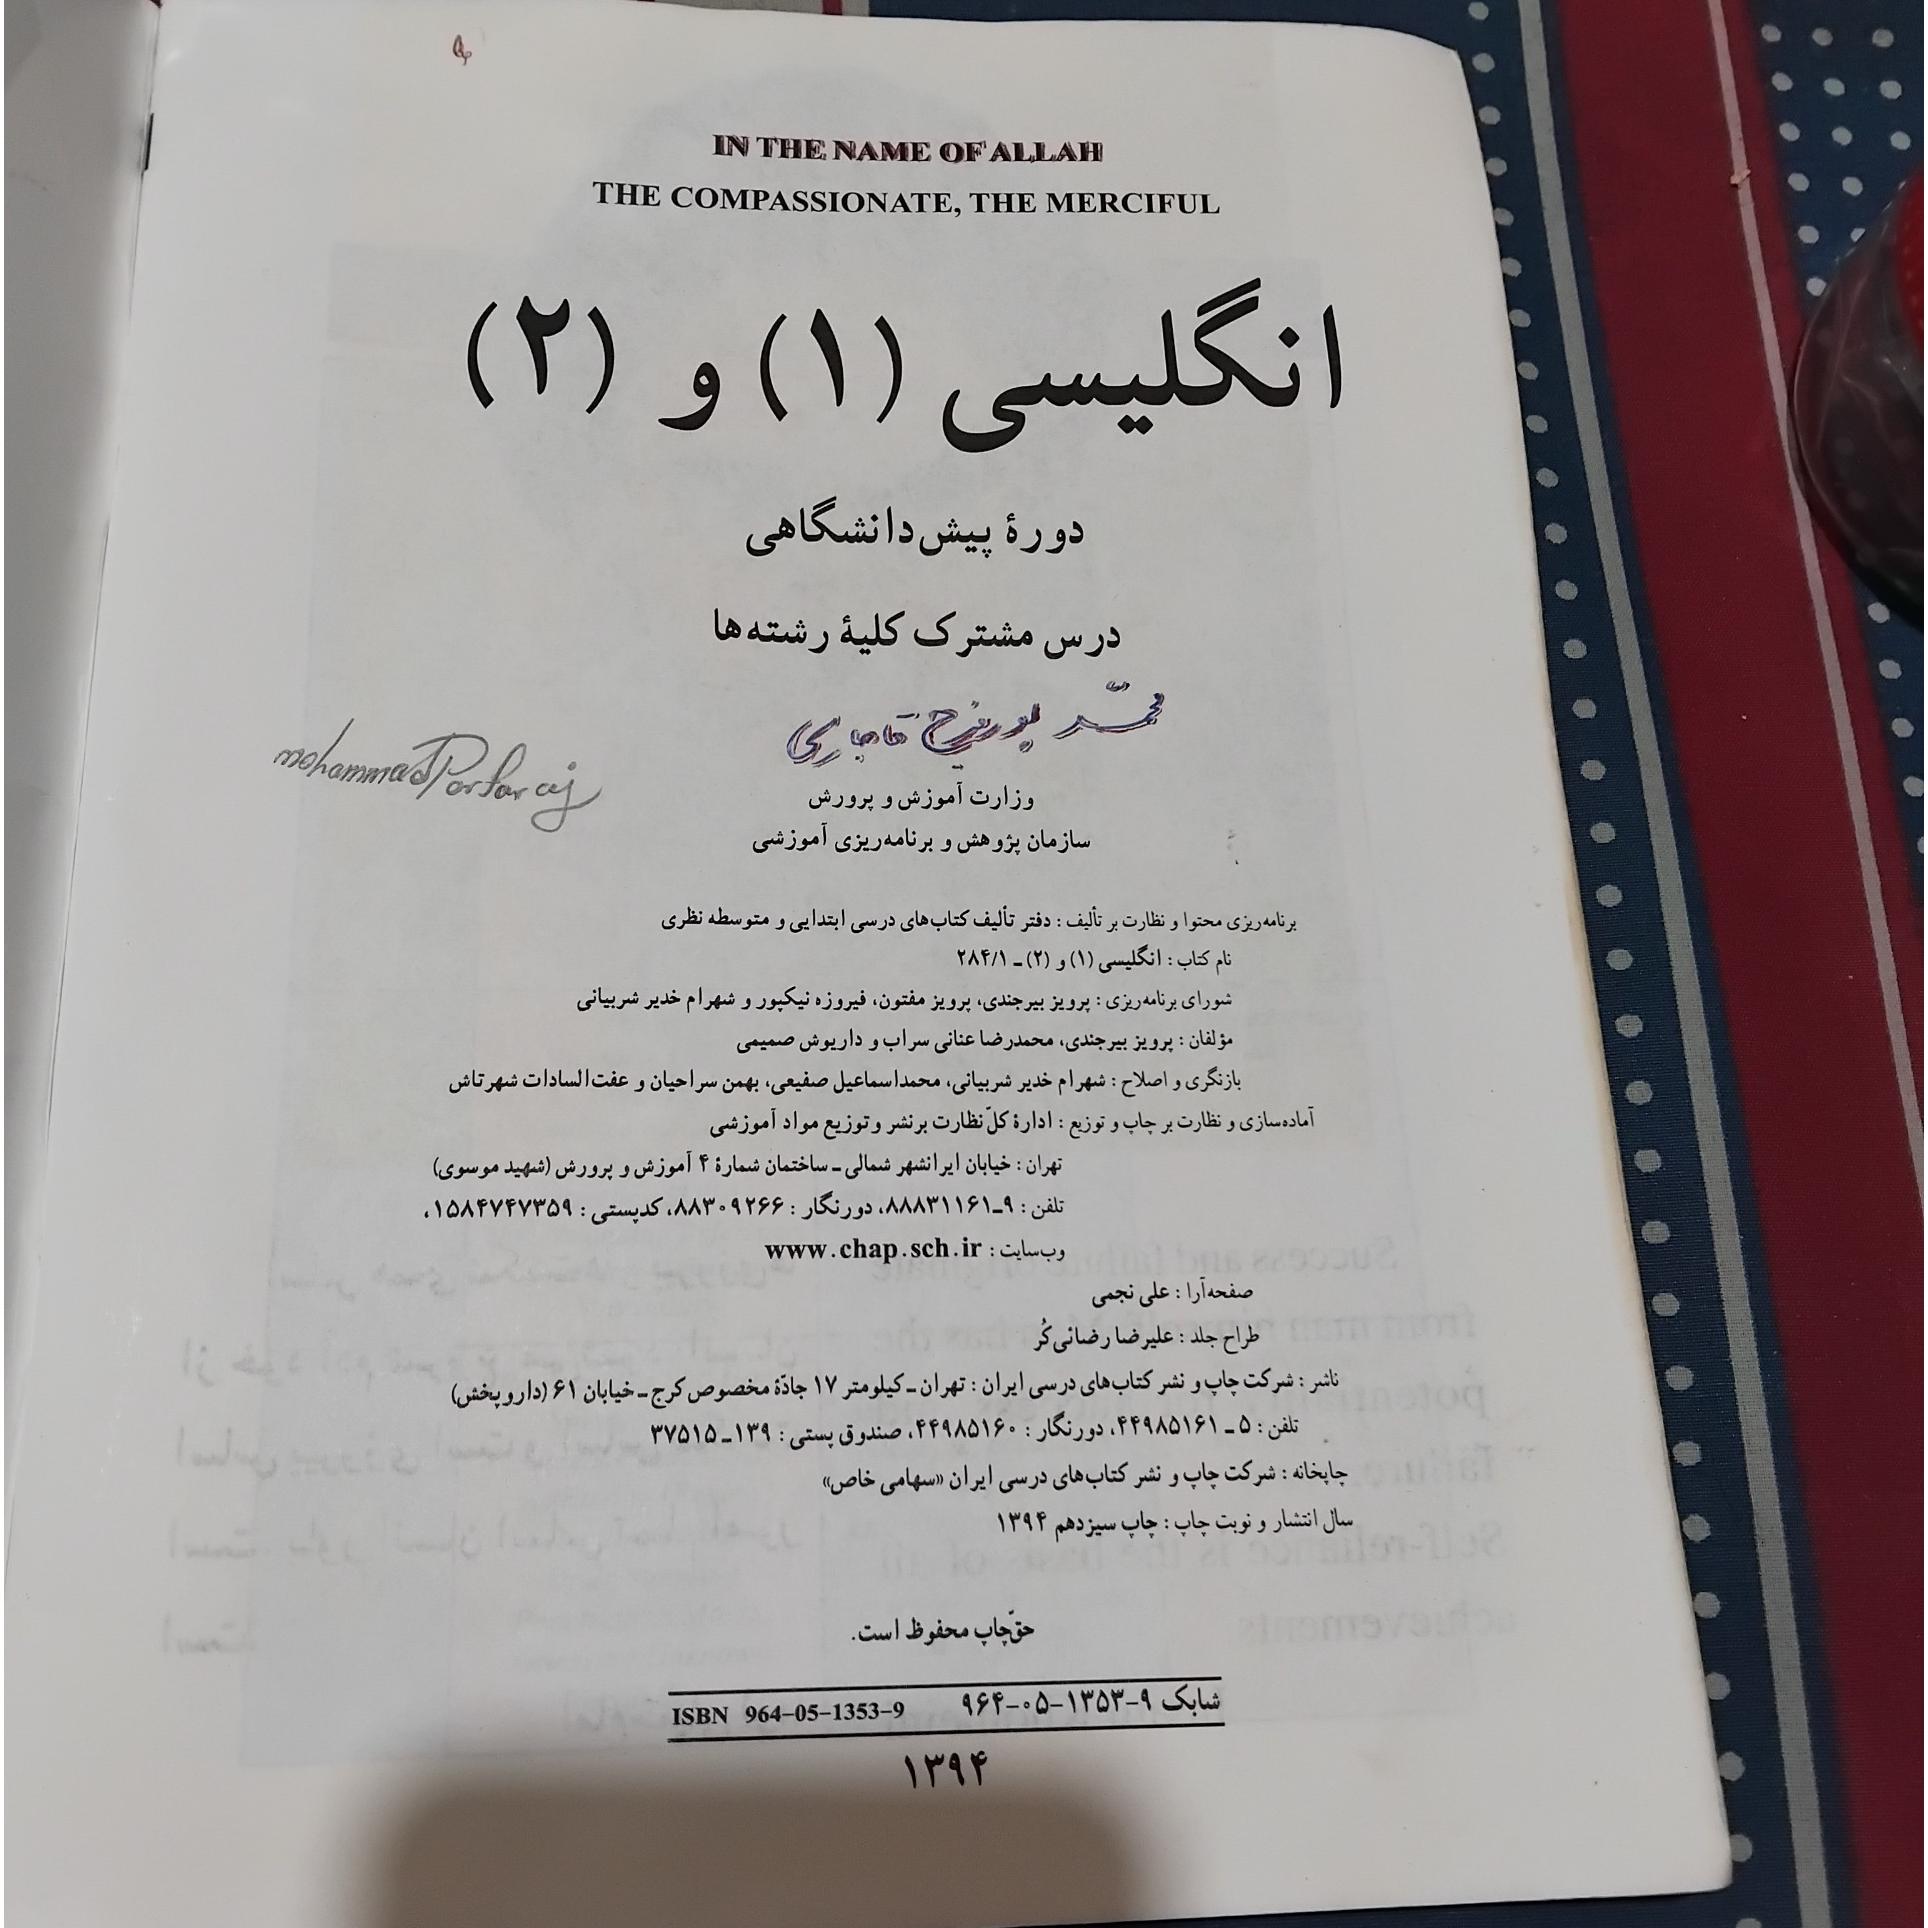 IN THE NAME OF ALLAH
THE COMPASSIONATE, THE MERCIFUL
انگلیسی (۱) و (۲)
دورهٔ پیش‌دانشگاهی
درس مشترک کلیهٔ رشته‌ها
محمّد پورفرج قاجاری
mohammad Porfaraj
وزارت آموزش و پرورش
سازمان پژوهش و برنامه‌ریزی آموزشی
برنامه‌ریزی محتوا و نظارت بر تألیف : دفتر تألیف کتاب‌های درسی ابتدایی و متوسطه نظری
نام کتاب : انگلیسی (۱) و (۲) ـ ۲۸۴/۱
شورای برنامه‌ریزی : پرویز بیرجندی، پرویز مفتون، فیروزه نیکپور و شهرام خدیر شربیانی
مؤلفان : پرویز بیرجندی، محمدرضا عنانی سراب و داریوش صمیمی
بازنگری و اصلاح : شهرام خدیر شربیانی، محمداسماعیل صفیعی، بهمن سراحیان و عفت‌السادات شهرتاش
آماده‌سازی و نظارت بر چاپ و توزیع : ادارهٔ کلّ نظارت بر نشر و توزیع مواد آموزشی
تهران : خیابان ایرانشهر شمالی ـ ساختمان شمارهٔ ۴ آموزش و پرورش (شهید موسوی)
تلفن : ۹ـ۸۸۸۳۱۱۶۱، دورنگار : ۸۸۳۰۹۲۶۶، کدپستی : ۱۵۸۴۷۴۷۳۵۹،
وب‌سایت : www.chap.sch.ir
صفحه‌آرا : علی نجمی
طراح جلد : علیرضا رضائی‌کُر
ناشر : شرکت چاپ و نشر کتاب‌های درسی ایران : تهران ـ کیلومتر ۱۷ جادّهٔ مخصوص کرج ـ خیابان ۶۱ (داروپخش)
تلفن : ۵ ـ ۴۴۹۸۵۱۶۱، دورنگار : ۴۴۹۸۵۱۶۰، صندوق پستی : ۱۳۹ـ ۳۷۵۱۵
چاپخانه : شرکت چاپ و نشر کتاب‌های درسی ایران «سهامی خاص»
سال انتشار و نوبت چاپ : چاپ سیزدهم ۱۳۹۴
حقّ چاپ محفوظ است.
شابک ۹-۱۳۵۳-۰۵-۹۶۴ ISBN 964-05-1353-9
۱۳۹۴